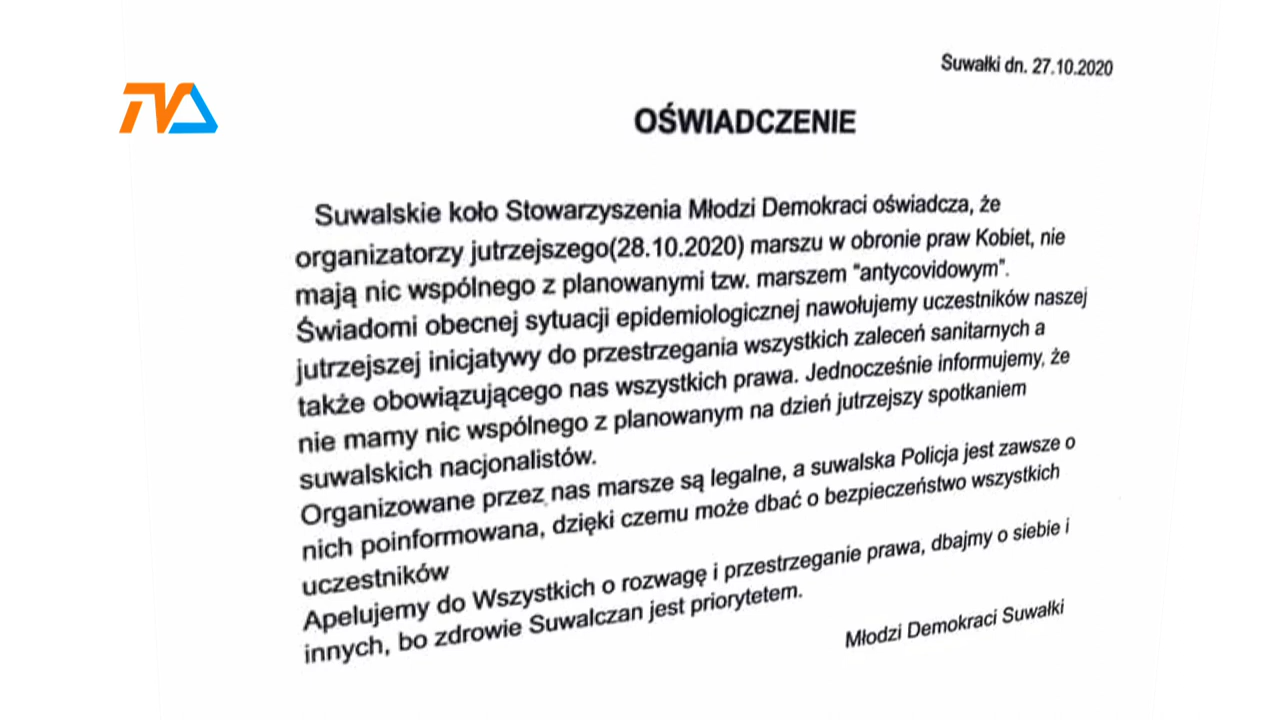 TVA
Suwałki dn. 27.10.2020
OŚWIADCZENIE
Suwalskie koło Stowarzyszenia Młodzi Demokraci oświadcza, że
organizatorzy jutrzejszego(28.10.2020) marszu w obronie praw Kobiet, nie
mają nic wspólnego z planowanymi tzw. marszem "antycovidowym".
Świadomi obecnej sytuacji epidemiologicznej nawołujemy uczestników naszej
jutrzejszej inicjatywy do przestrzegania wszystkich zaleceń sanitarnych a
także obowiązującego nas wszystkich prawa. Jednocześnie informujemy, że
nie mamy nic wspólnego z planowanym na dzień jutrzejszy spotkaniem
suwalskich nacjonalistów.
Organizowane przez nas marsze są legalne, a suwalska Policja jest zawsze o
nich poinformowana, dzięki czemu może dbać o bezpieczeństwo wszystkich
uczestników
Apelujemy do Wszystkich o rozwagę i przestrzeganie prawa, dbajmy o siebie i
innych, bo zdrowie Suwalczan jest priorytetem.
Młodzi Demokraci Suwałki